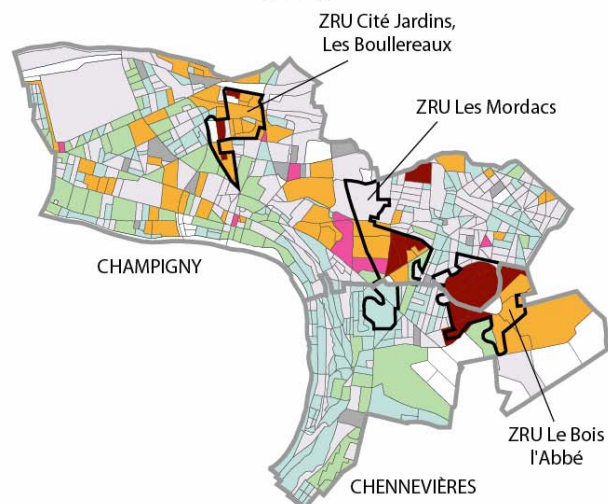 ZRU Cité Jardins,
Les Boullereaux
ZRU Les Mordacs
CHAMPIGNY
ZRU Le Bois
l'Abbé
CHENNEVIÈRES